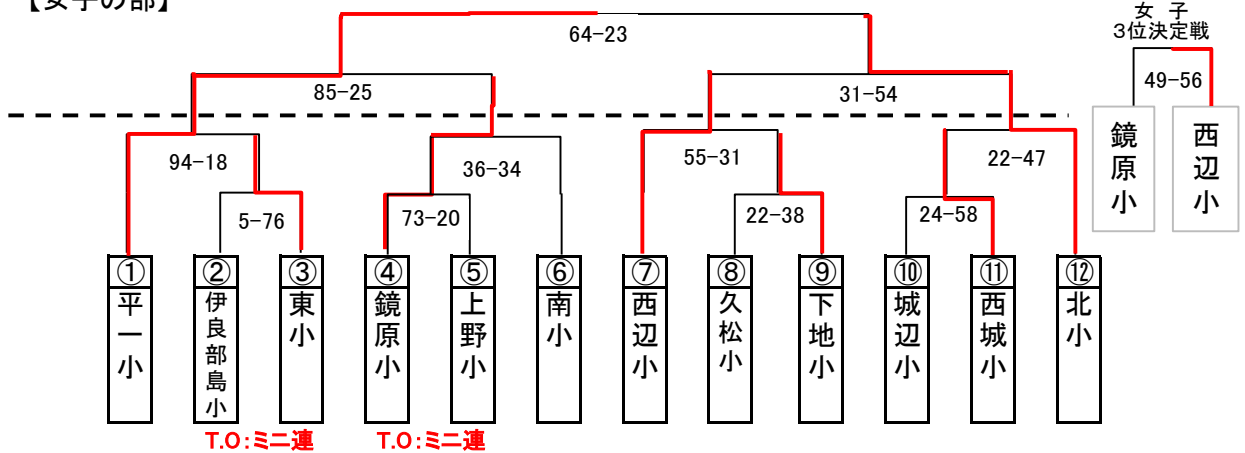 【女子の部】
64-23
女 子
3位決定戦
49-56
鏡原小
西辺小
85-25
31-54
94-18
36-34
55-31
22-47
5-76
73-20
22-38
24-58
①
平一小
②
伊良部島小
③
東小
④
鏡原小
⑤
上野小
⑥
南小
⑦
西辺小
⑧
久松小
⑨
下地小
⑩
城辺小
⑪
西城小
⑫
北小
T.O:ミニ連
T.O:ミニ連